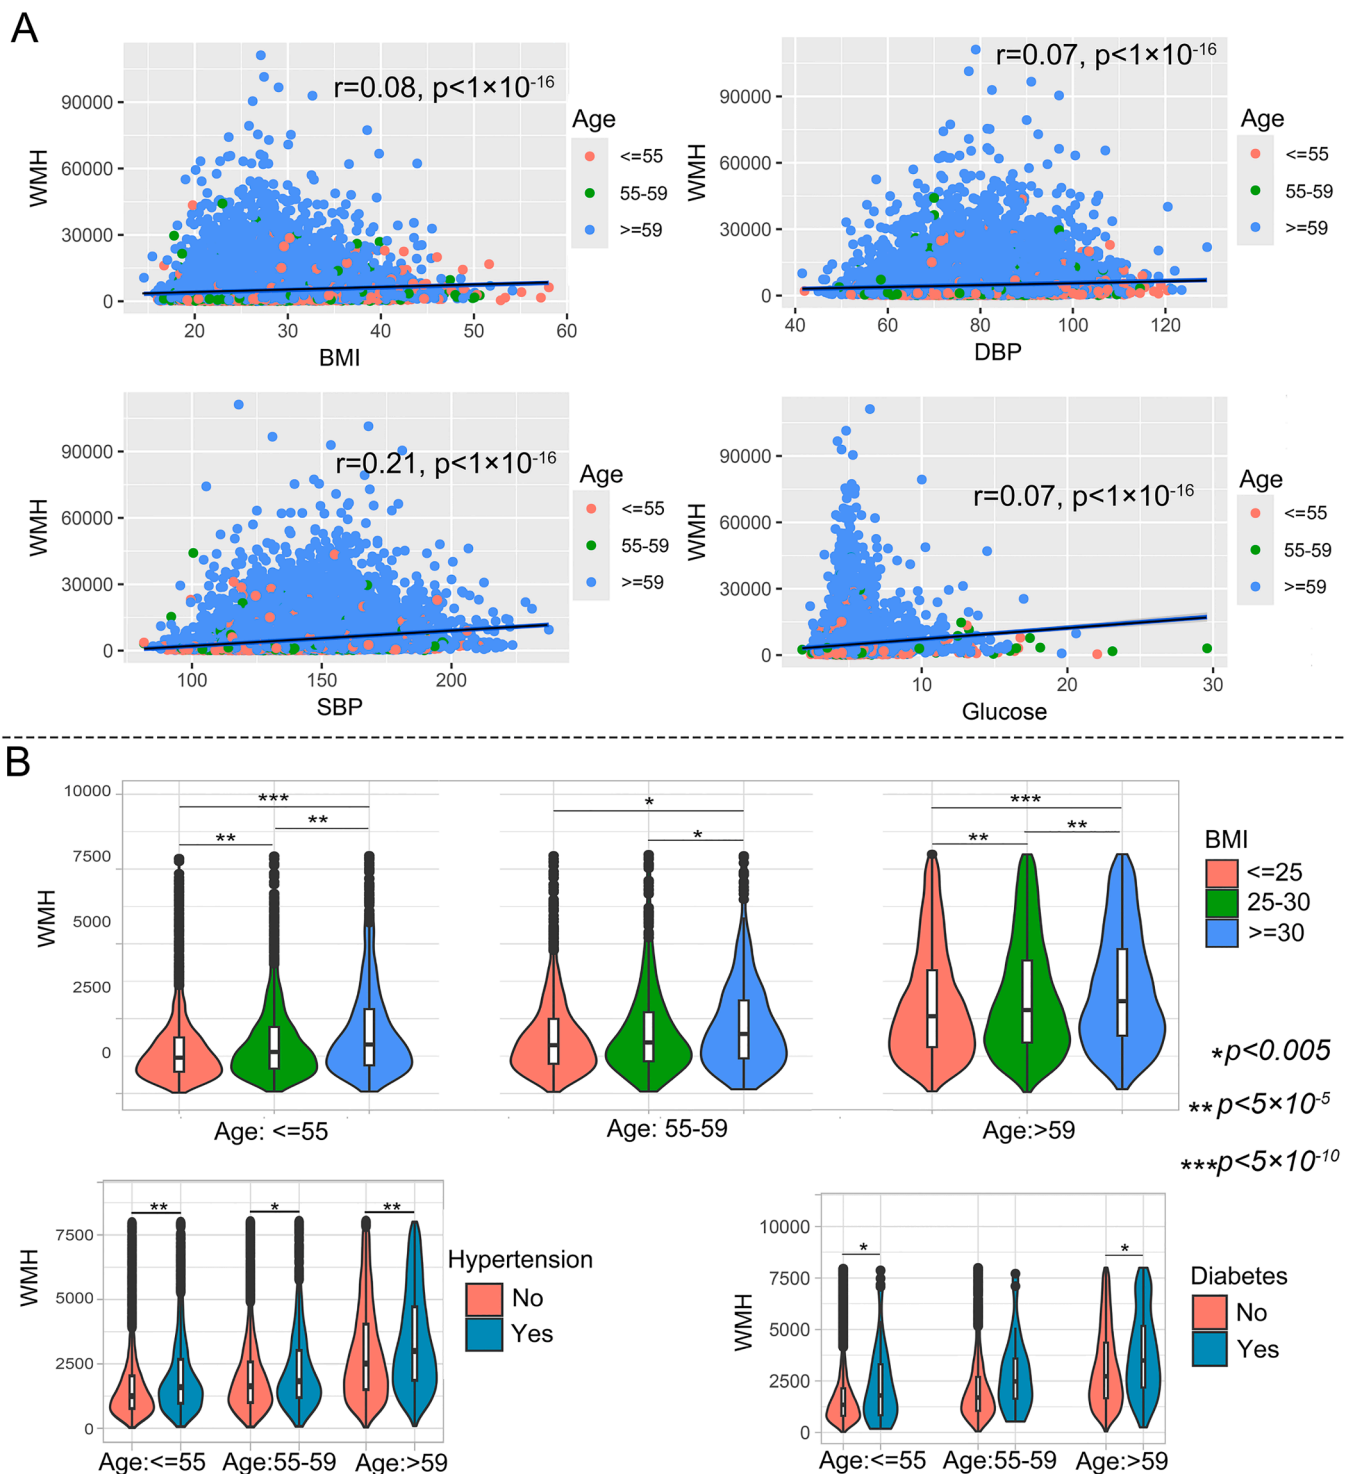 A
r=0.08, p<1×10-16
WMH
90000
60000
30000
0
20 30 40 50 60
BMI
Age
<=55
55-59
>=59
r=0.07, p<1×10-16
WMH
90000
60000
30000
0
40 60 80 100 120
DBP
Age
<=55
55-59
>=59
r=0.21, p<1×10-16
WMH
90000
60000
30000
0
100 150 200
SBP
Age
<=55
55-59
>=59
r=0.07, p<1×10-16
WMH
90000
60000
30000
0
10 20 30
Glucose
Age
<=55
55-59
>=59
B
WMH
10000
7500
5000
2500
0
*** ** **
* *
*** ** **
Age: <=55 Age: 55-59 Age:>59
BMI
<=25
25-30
>=30
*p<0.005
**p<5×10-5
***p<5×10-10
WMH
7500
5000
2500
0
** * **
Age:<=55 Age:55-59 Age:>59
Hypertension
No
Yes
WMH
10000
7500
5000
2500
0
* *
Age:<=55 Age:55-59 Age:>59
Diabetes
No
Yes